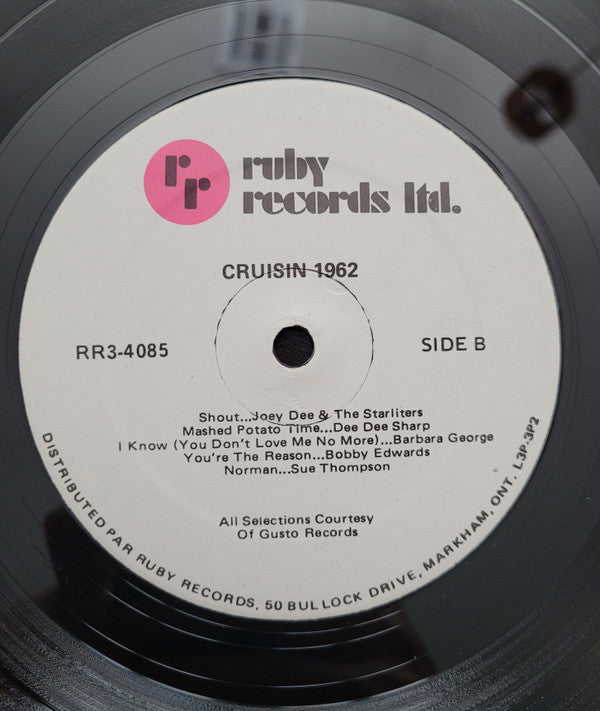 rr
ruby
records ltd.
CRUISIN 1962
RR3-4085
SIDE B
Shout...Joey Dee & The Starliters
Mashed Potato Time...Dee Dee Sharp
I Know (You Don't Love Me No More)...Barbara George
You're The Reason...Bobby Edwards
Norman...Sue Thompson
All Selections Courtesy
Of Gusto Records
DISTRIBUTED PAR RUBY RECORDS, 50 BULLOCK DRIVE, MARKHAM, ONT. L3P-3P2